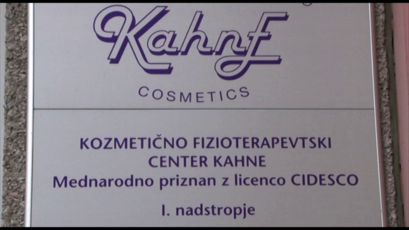 Kahne
COSMETICS
KOZMETIČNO FIZIOTERAPEVTSKI
CENTER KAHNE
Mednarodno priznan z licenco CIDESCO
I. nadstropje